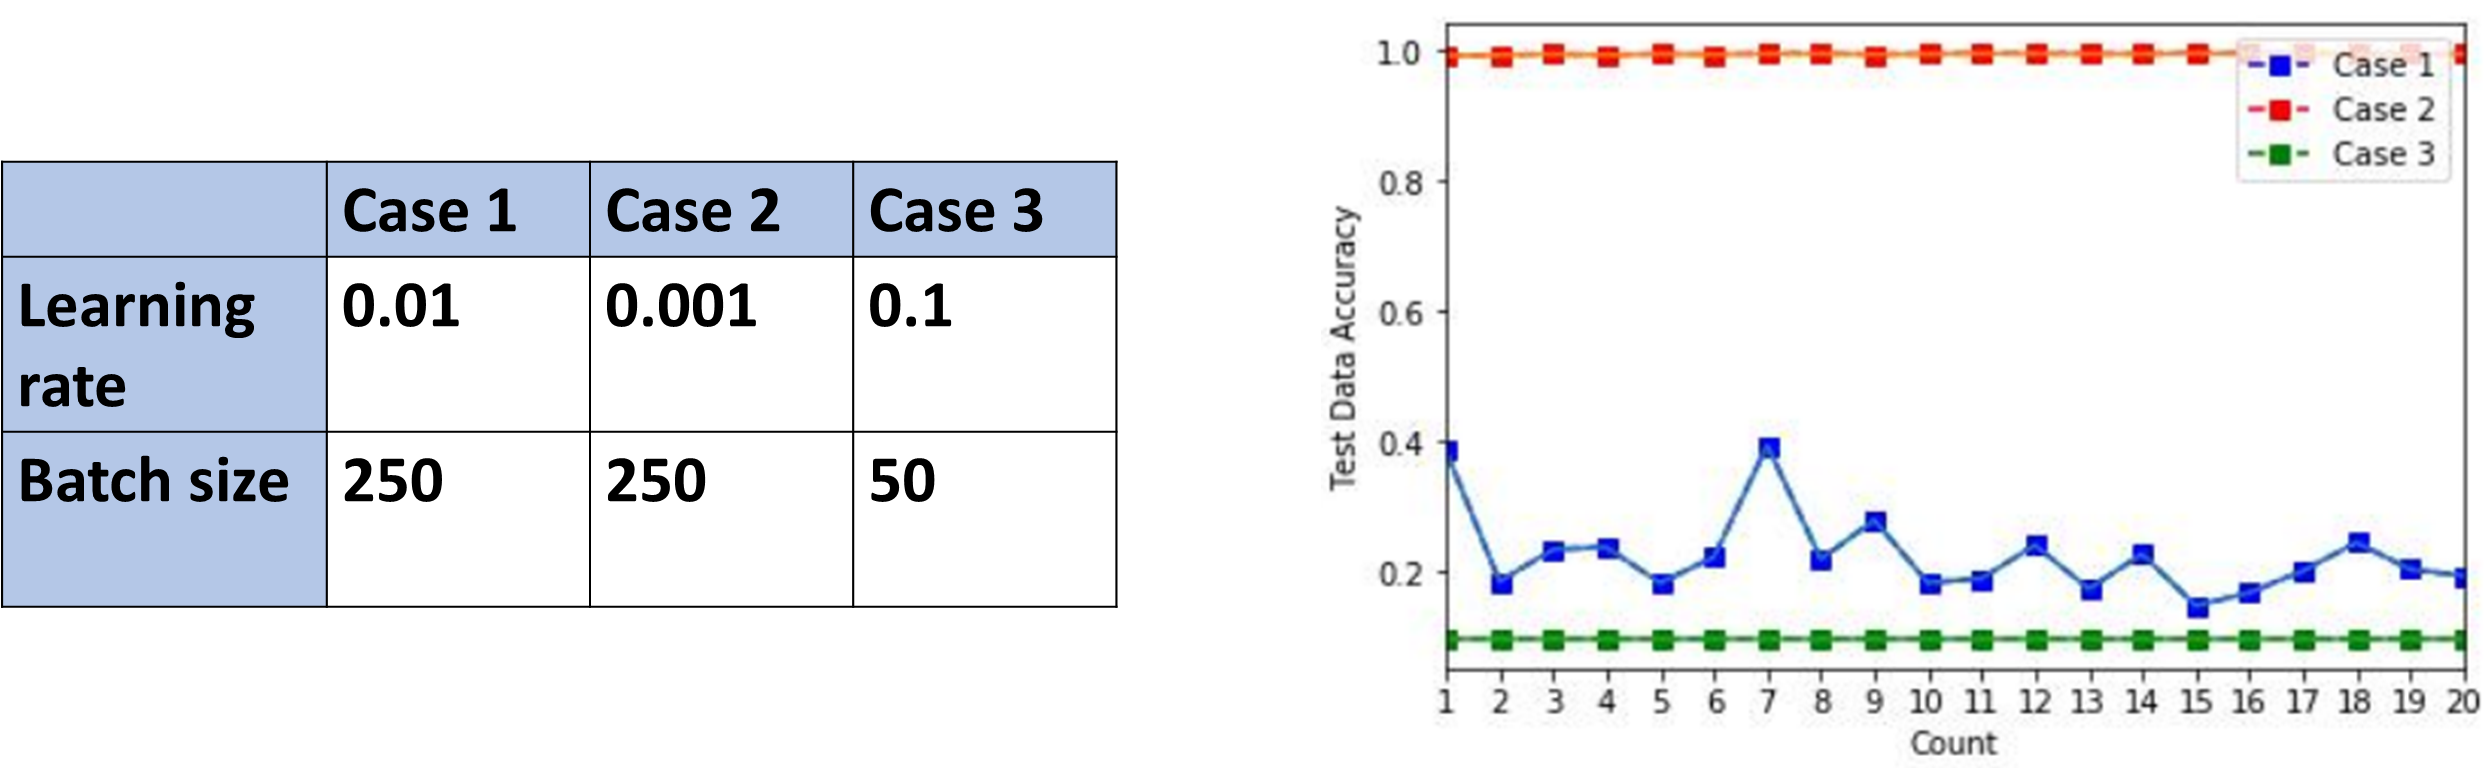 Case 1 Case 2 Case 3
Learning rate 0.01 0.001 0.1
Batch size 250 250 50
1.0
0.8
0.6
0.4
0.2
Test Data Accuracy
Case 1
Case 2
Case 3
1 2 3 4 5 6 7 8 9 10 11 12 13 14 15 16 17 18 19 20
Count